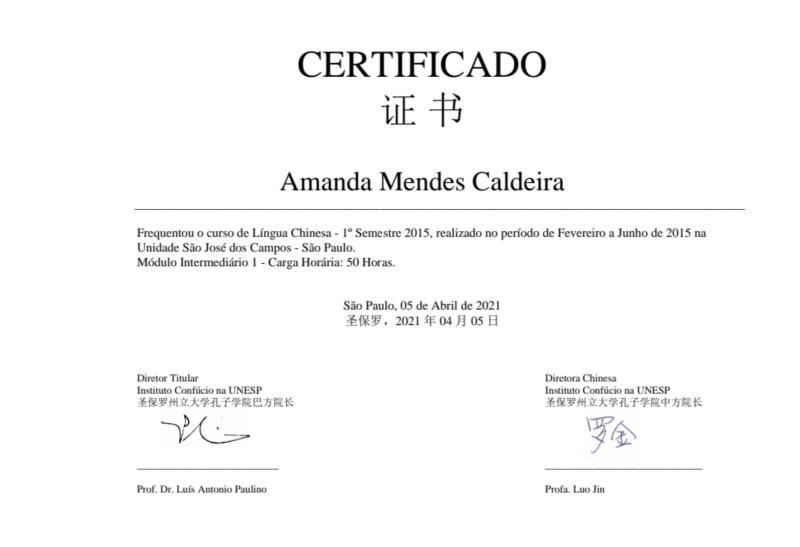 CERTIFICADO
证 书
Amanda Mendes Caldeira
Frequentou o curso de Língua Chinesa - 1º Semestre 2015, realizado no período de Fevereiro a Junho de 2015 na
Unidade São José dos Campos - São Paulo.
Módulo Intermediário 1 - Carga Horária: 50 Horas.
São Paulo, 05 de Abril de 2021
圣保罗，2021 年 04 月 05 日
Diretor Titular
Instituto Confúcio na UNESP
圣保罗州立大学孔子学院巴方院长
Prof. Dr. Luís Antonio Paulino
Diretora Chinesa
Instituto Confúcio na UNESP
圣保罗州立大学孔子学院中方院长
罗金
Profa. Luo Jin